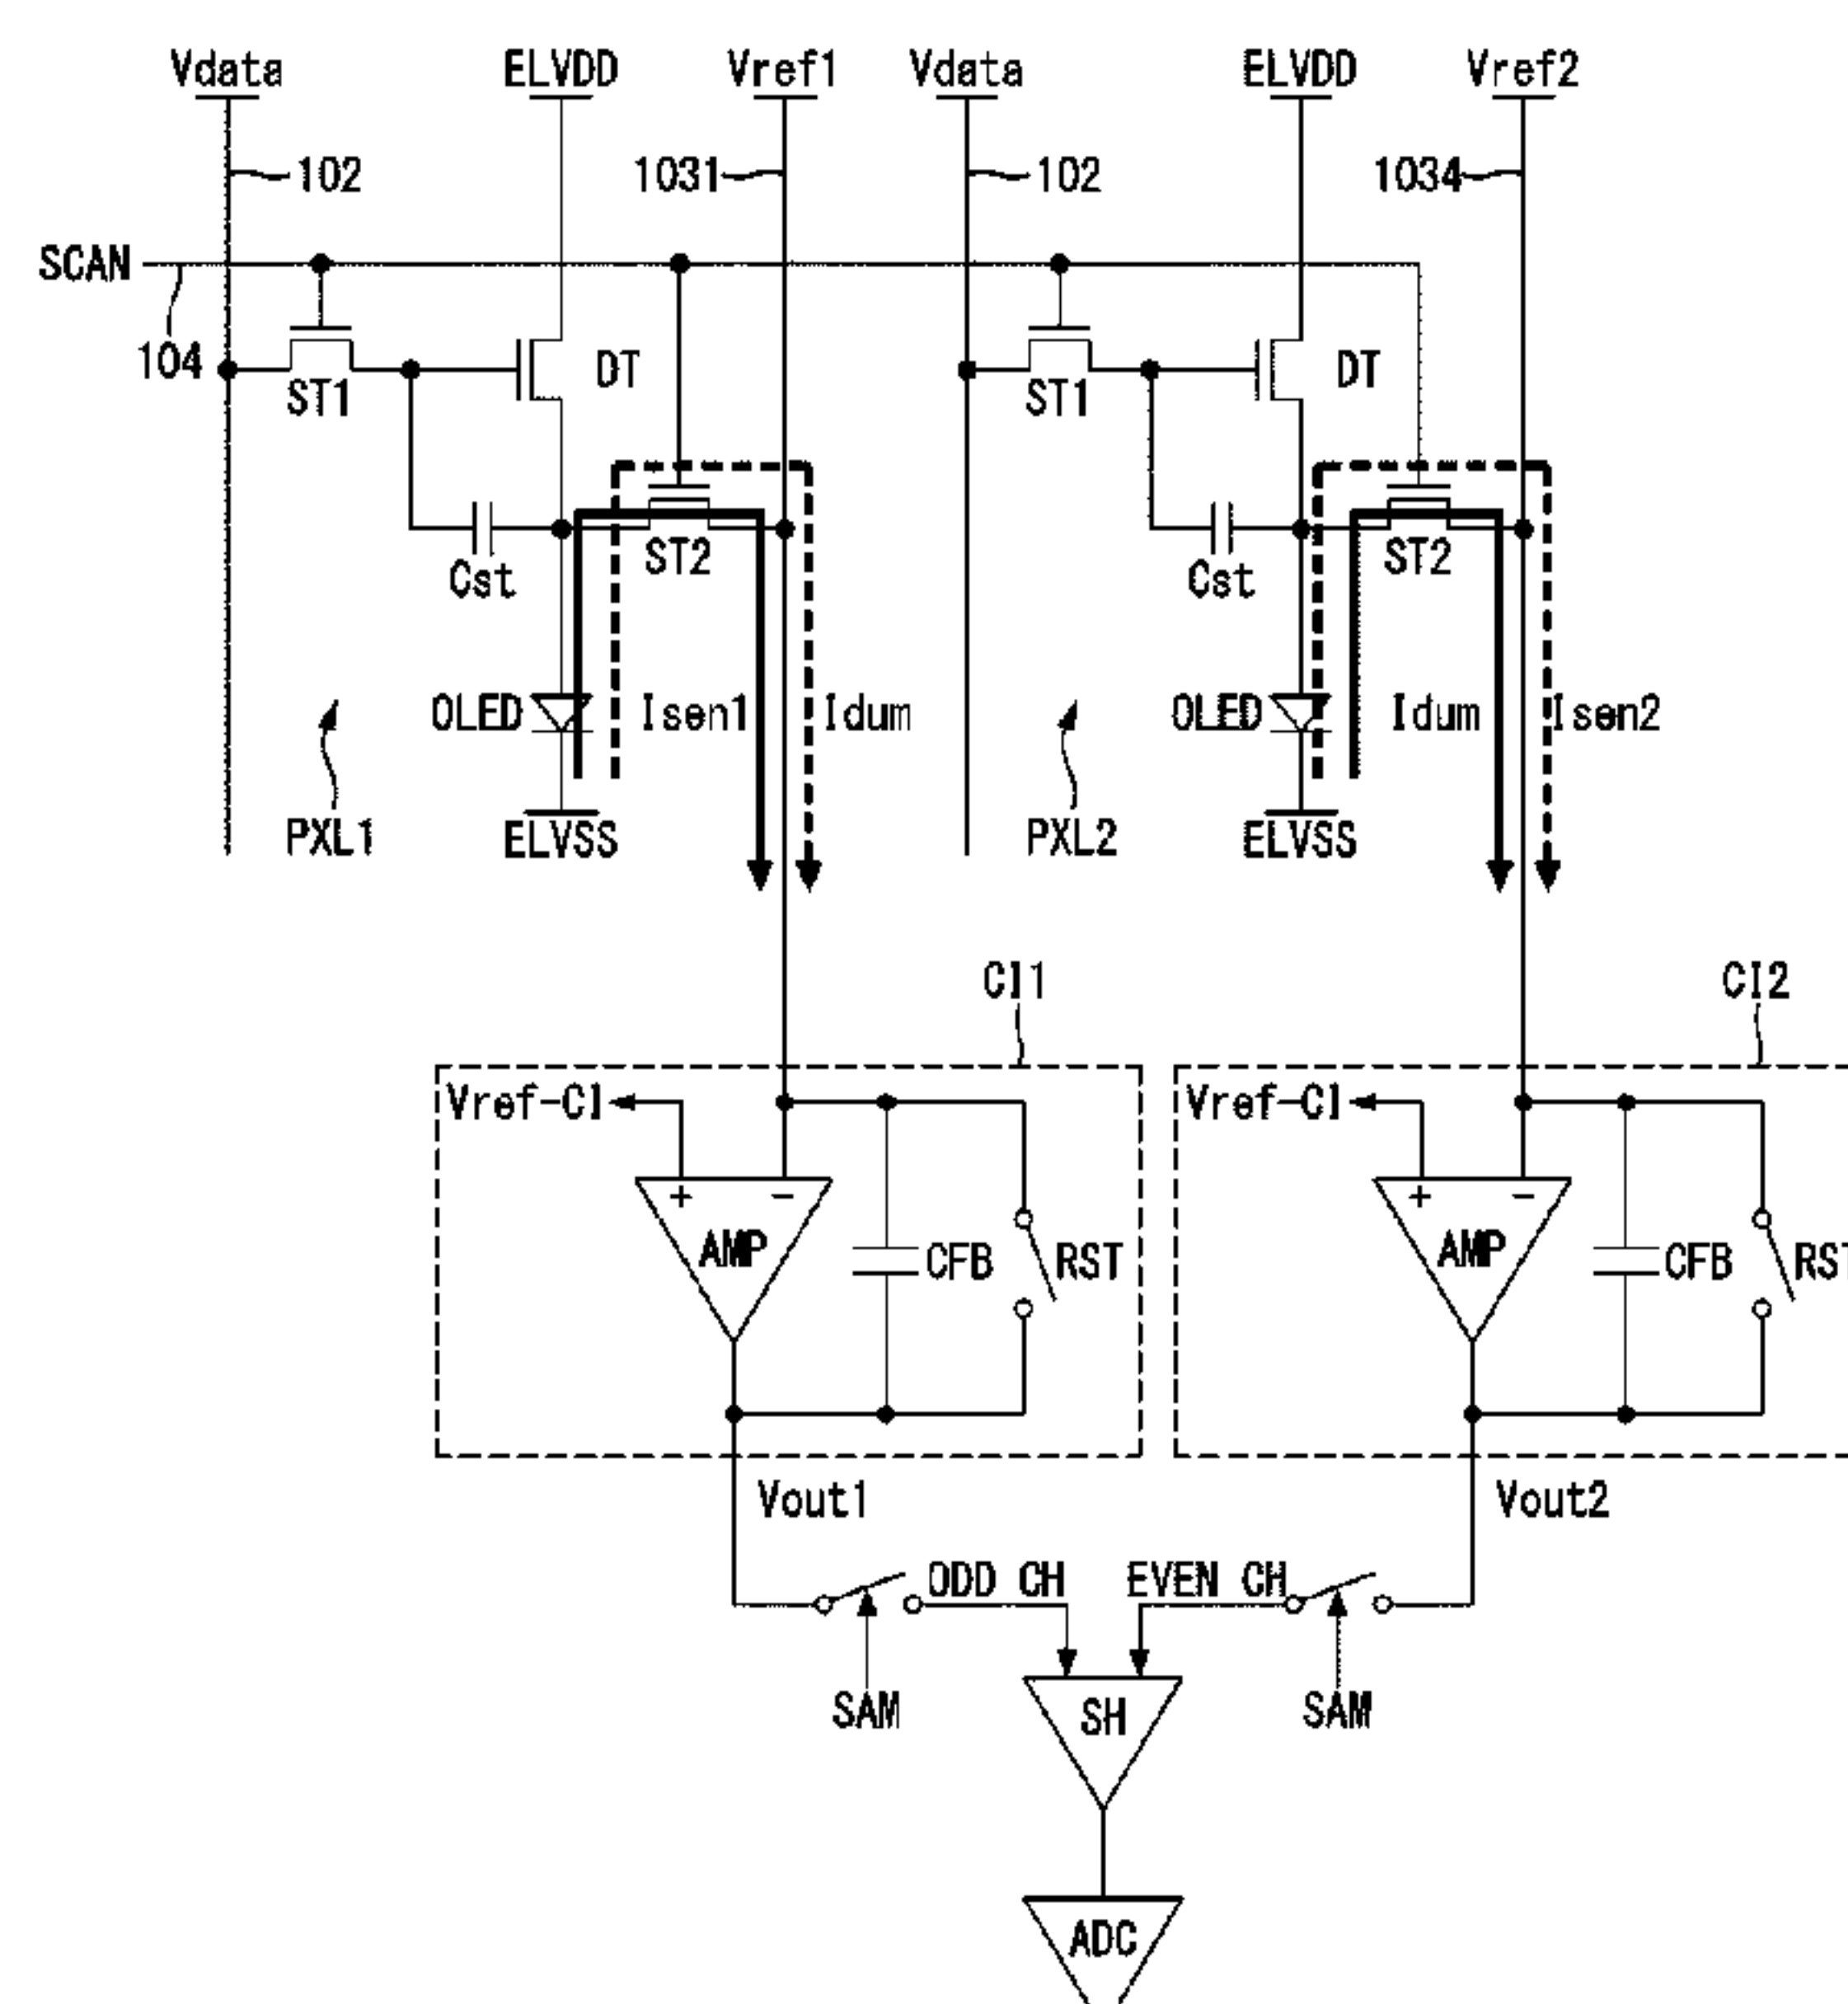 Vdata ELVDD Vref1 Vdata ELVDD Vref2
102 1031 102 1034
SCAN
104 ST1 DT ST1 DT
Cst ST2 Cst ST2
OLED Isen1 Idum OLED Idum Isen2
PXL1 ELVSS PXL2 ELVSS
CI1 CI2
Vref-CI Vref-CI
+ − + −
AMP CFB RST AMP CFB RST
Vout1 Vout2
ODD CH EVEN CH
SAM SH SAM
ADC